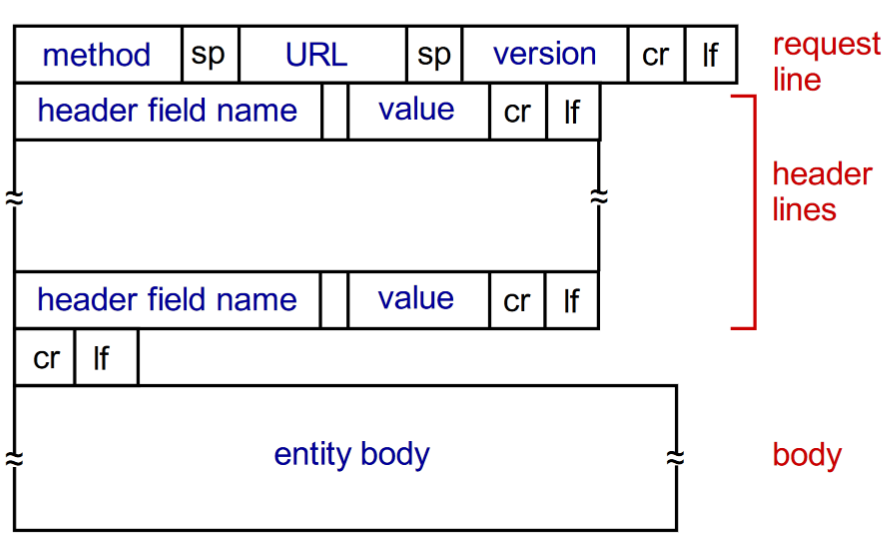 method sp URL sp version cr lf request
line
header field name value cr lf
header
lines
header field name value cr lf
cr lf
entity body body